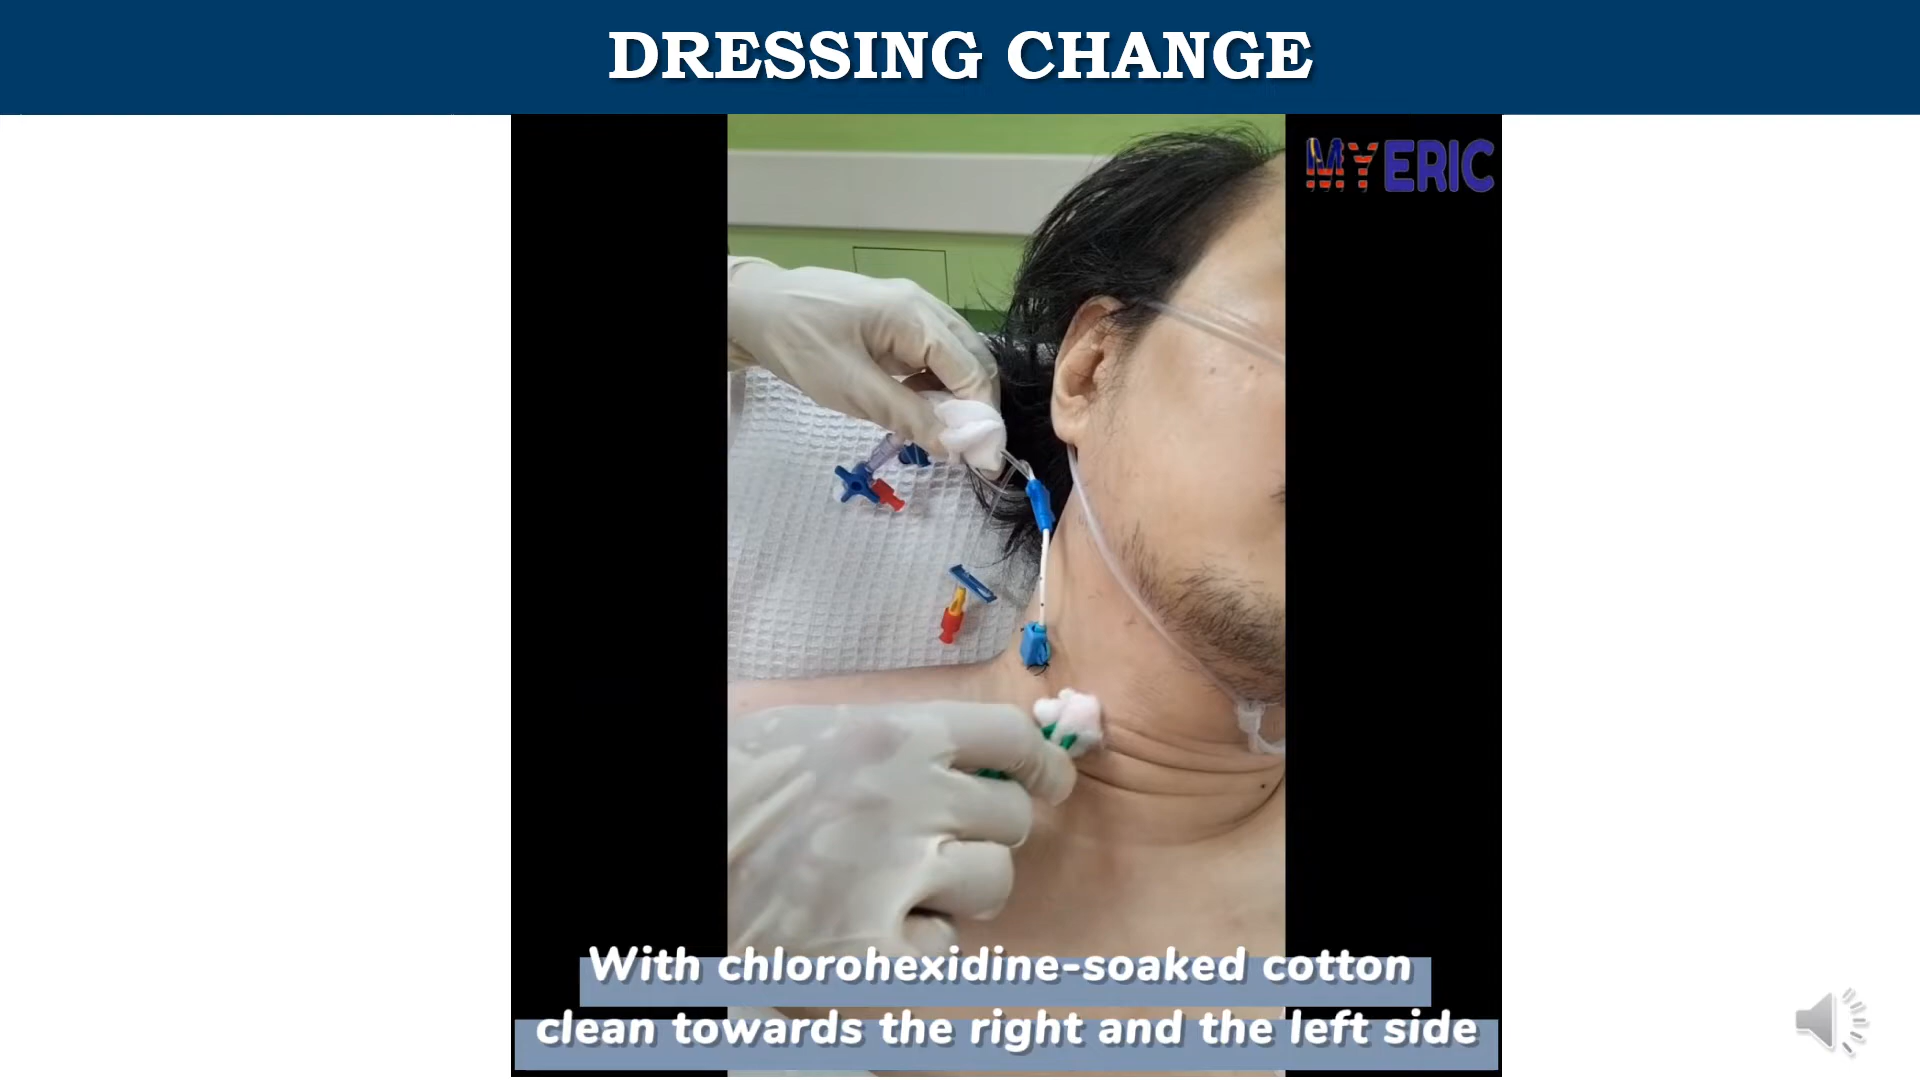 DRESSING CHANGE
MYERIC
With chlorohexidine-soaked cotton
clean towards the right and the left side